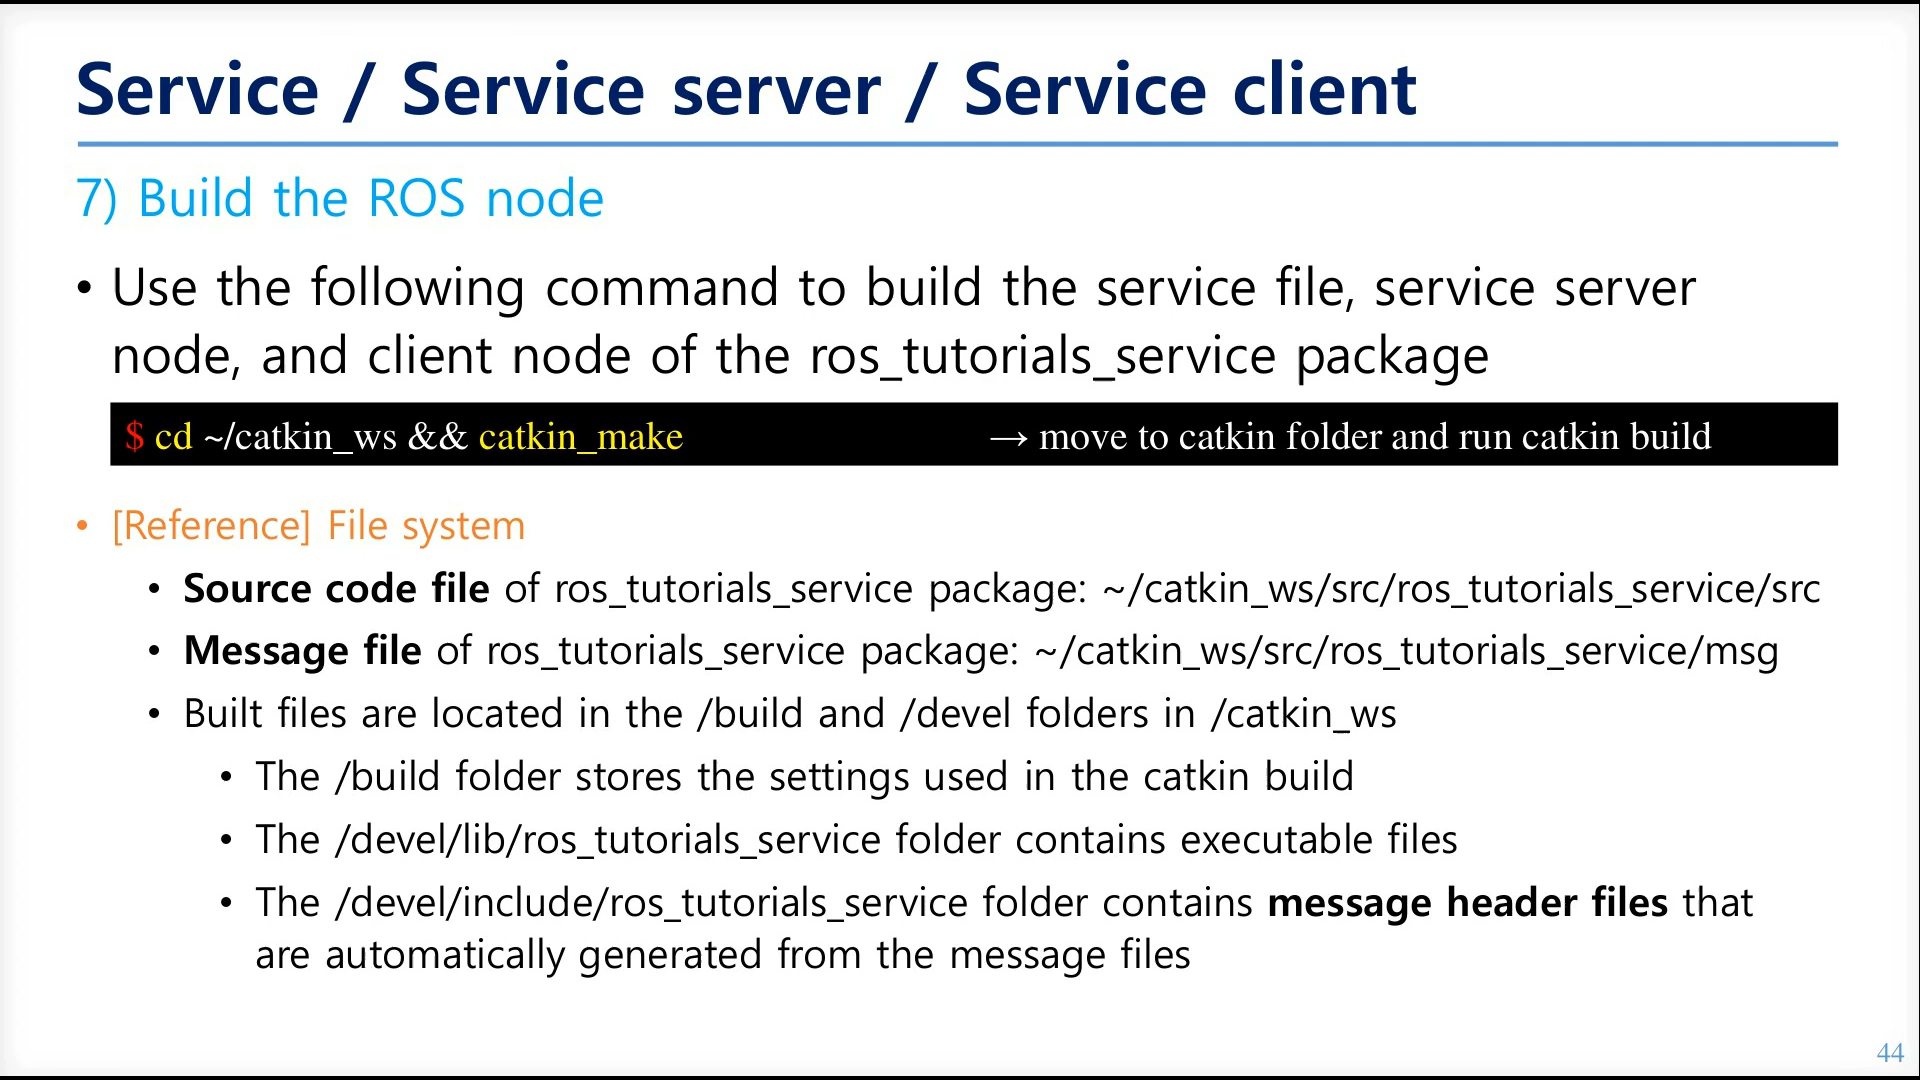 Service / Service server / Service client
7) Build the ROS node
• Use the following command to build the service file, service server
node, and client node of the ros_tutorials_service package
$ cd ~/catkin_ws && catkin_make → move to catkin folder and run catkin build
• [Reference] File system
• Source code file of ros_tutorials_service package: ~/catkin_ws/src/ros_tutorials_service/src
• Message file of ros_tutorials_service package: ~/catkin_ws/src/ros_tutorials_service/msg
• Built files are located in the /build and /devel folders in /catkin_ws
• The /build folder stores the settings used in the catkin build
• The /devel/lib/ros_tutorials_service folder contains executable files
• The /devel/include/ros_tutorials_service folder contains message header files that
are automatically generated from the message files
44